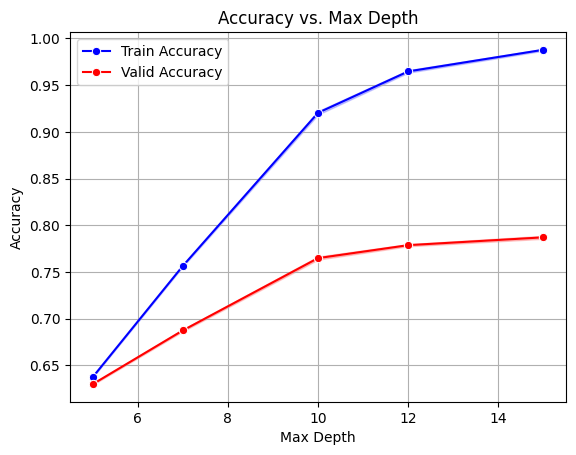 Accuracy vs. Max Depth
1.00
0.95
0.90
0.85
0.80
0.75
0.70
0.65
Accuracy
Train Accuracy
Valid Accuracy
6 8 10 12 14
Max Depth